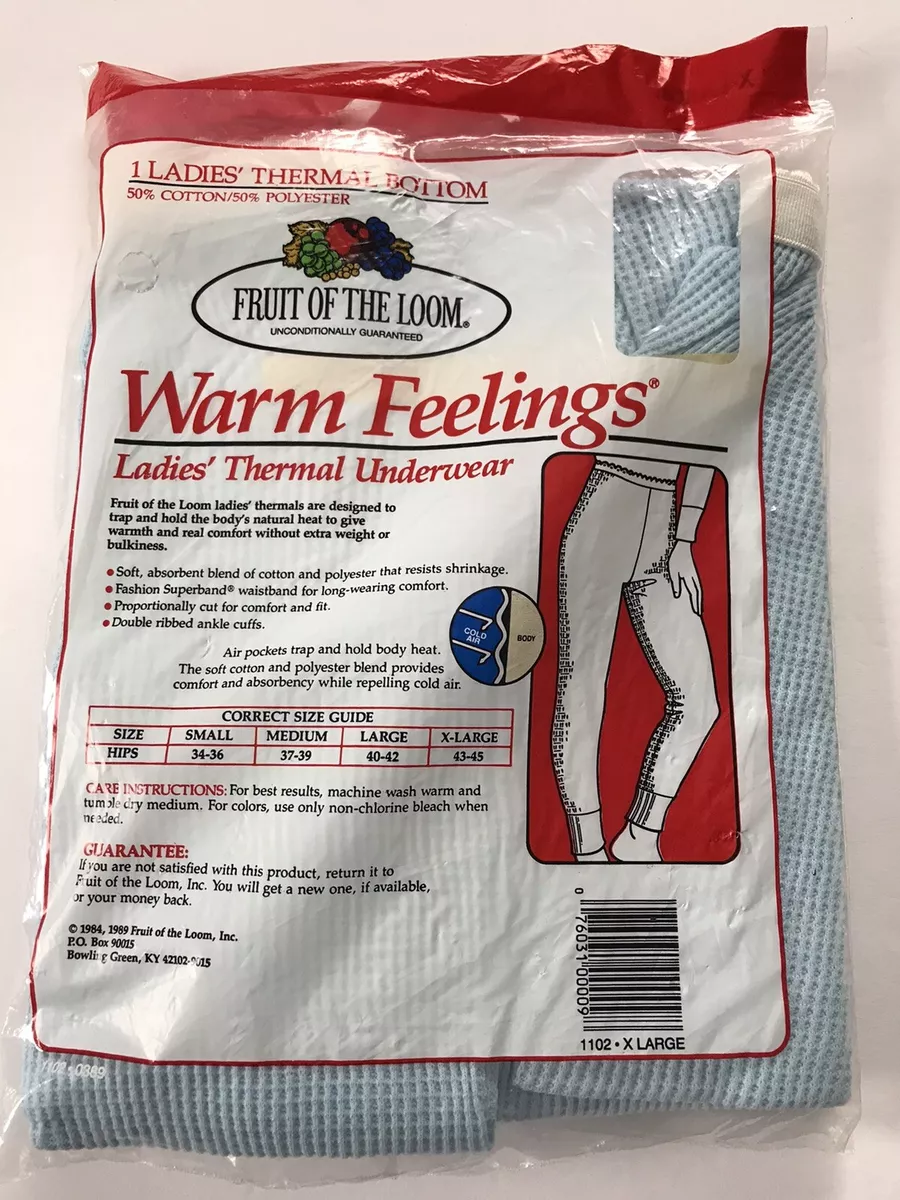 1 LADIES' THERMAL BOTTOM
50% COTTON/50% POLYESTER
FRUIT OF THE LOOM®
UNCONDITIONALLY GUARANTEED
Warm Feelings®
Ladies' Thermal Underwear
Fruit of the Loom ladies' thermals are designed to
trap and hold the body's natural heat to give
warmth and real comfort without extra weight or
bulkiness.
• Soft, absorbent blend of cotton and polyester that resists shrinkage.
• Fashion Superband® waistband for long-wearing comfort.
• Proportionally cut for comfort and fit.
• Double ribbed ankle cuffs.
COLD
AIR
BODY
Air pockets trap and hold body heat.
The soft cotton and polyester blend provides
comfort and absorbency while repelling cold air.
CORRECT SIZE GUIDE
SIZE SMALL MEDIUM LARGE X-LARGE
HIPS 34-36 37-39 40-42 43-45
CARE INSTRUCTIONS: For best results, machine wash warm and
tumble dry medium. For colors, use only non-chlorine bleach when
needed.
GUARANTEE:
If you are not satisfied with this product, return it to
Fruit of the Loom, Inc. You will get a new one, if available,
or your money back.
© 1984, 1989 Fruit of the Loom, Inc.
P.O. Box 90015
Bowling Green, KY 42102-9015
0 76031 00009
1102 • X LARGE
1102 • 0389